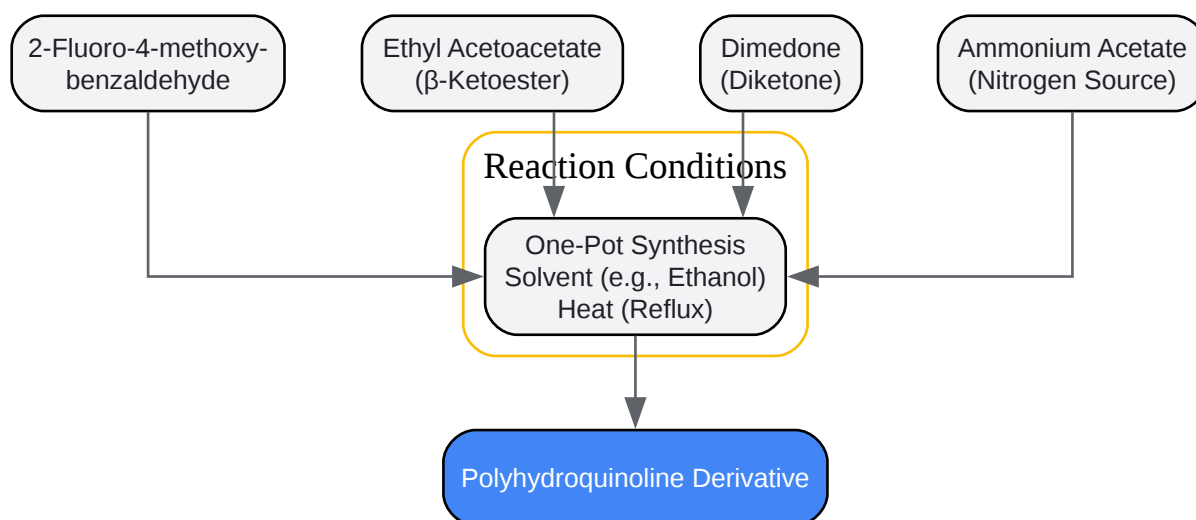 2-Fluoro-4-methoxy-
benzaldehyde
Ethyl Acetoacetate
(β-Ketoester)
Dimedone
(Diketone)
Ammonium Acetate
(Nitrogen Source)
Reaction Conditions
One-Pot Synthesis
Solvent (e.g., Ethanol)
Heat (Reflux)
Polyhydroquinoline Derivative